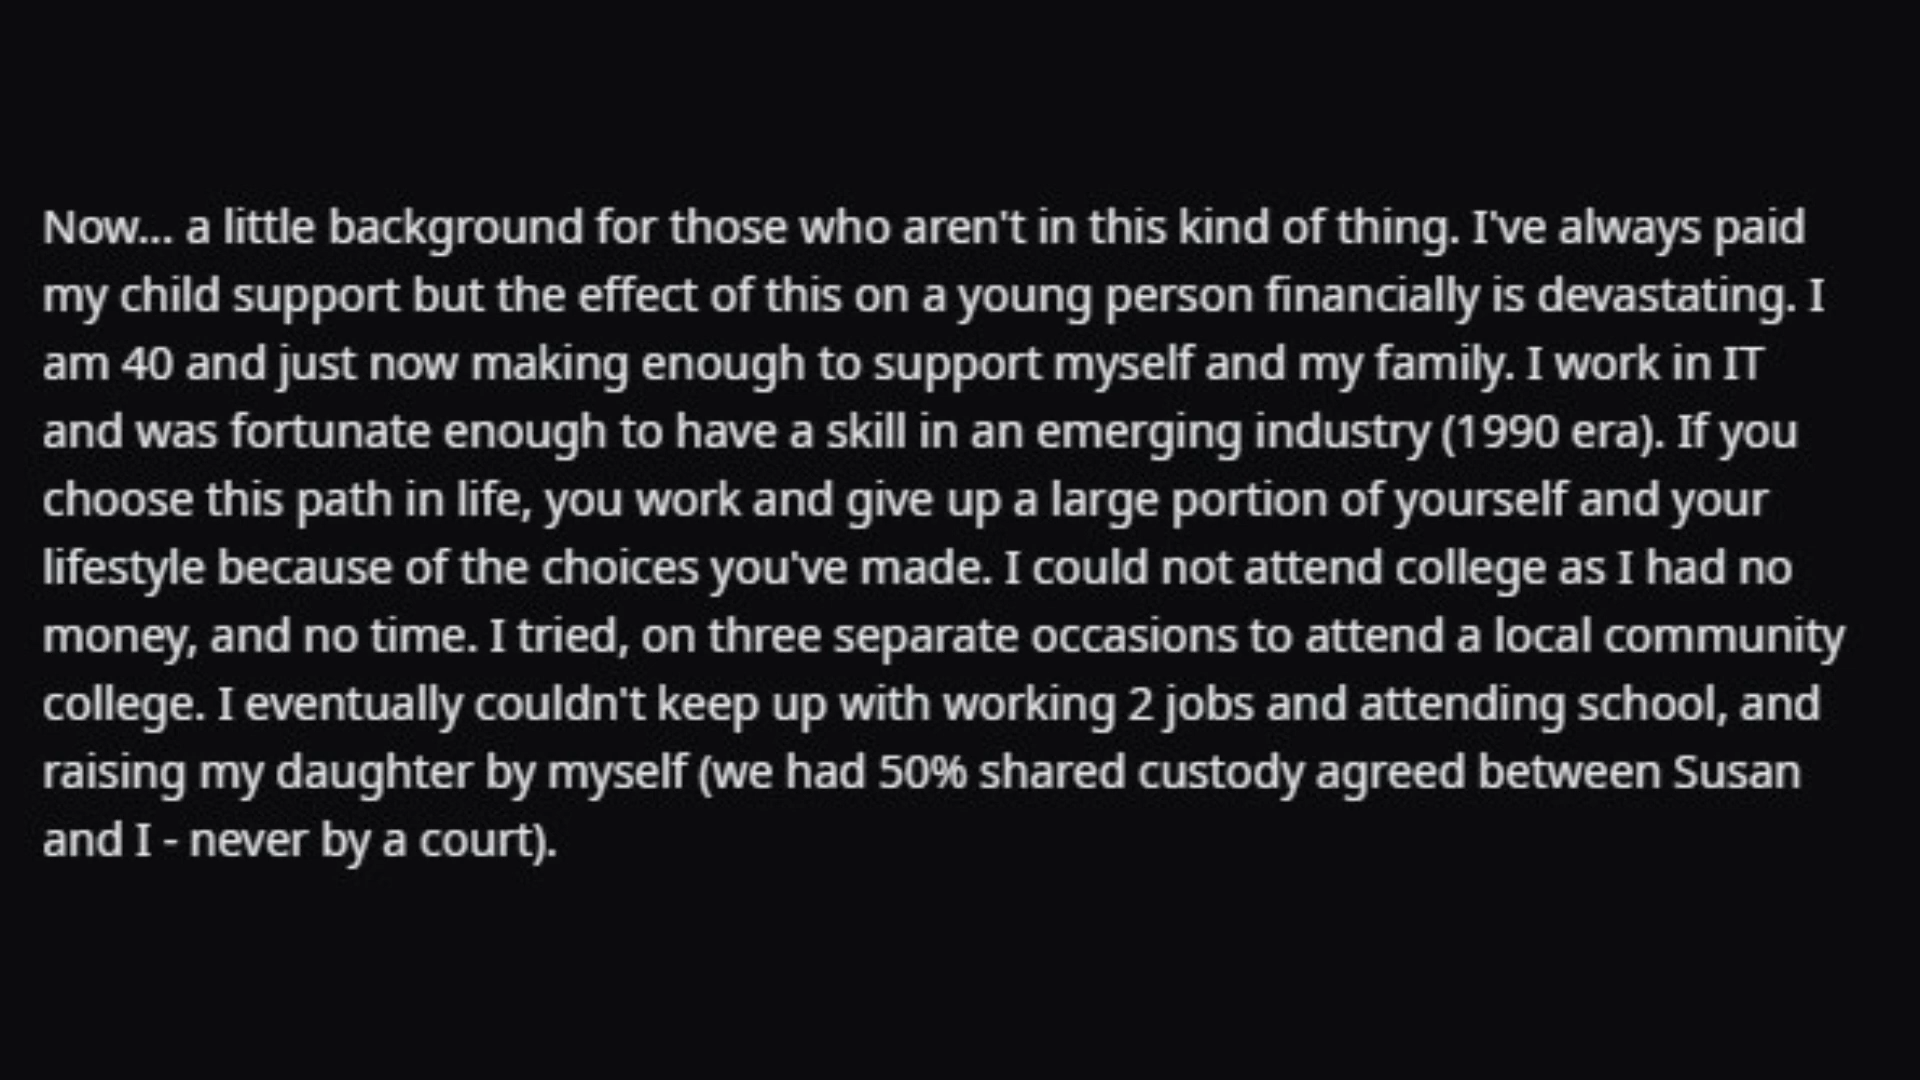 Now... a little background for those who aren't in this kind of thing. I've always paid
my child support but the effect of this on a young person financially is devastating. I
am 40 and just now making enough to support myself and my family. I work in IT
and was fortunate enough to have a skill in an emerging industry (1990 era). If you
choose this path in life, you work and give up a large portion of yourself and your
lifestyle because of the choices you've made. I could not attend college as I had no
money, and no time. I tried, on three separate occasions to attend a local community
college. I eventually couldn't keep up with working 2 jobs and attending school, and
raising my daughter by myself (we had 50% shared custody agreed between Susan
and I - never by a court).